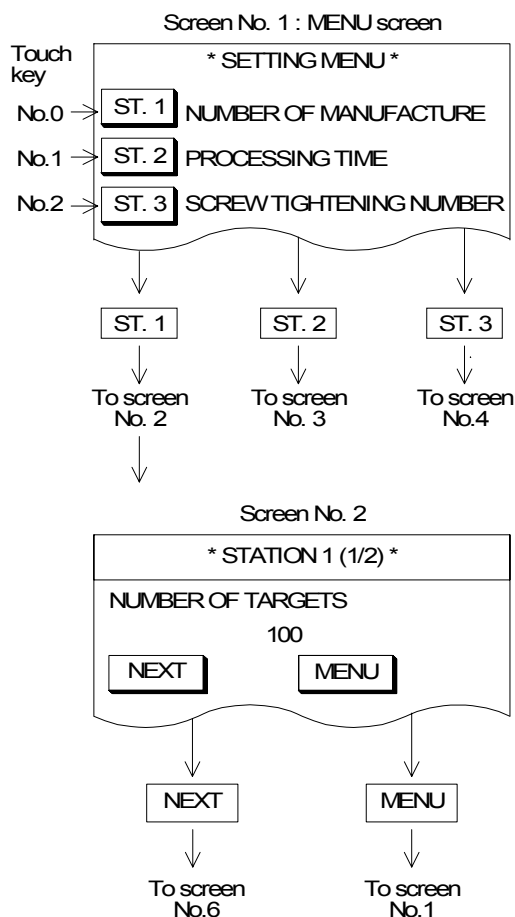 Screen No. 1 : MENU screen
Touch
key
* SETTING MENU *
No.0 ST. 1 NUMBER OF MANUFACTURE
No.1 ST. 2 PROCESSING TIME
No.2 ST. 3 SCREW TIGHTENING NUMBER
ST. 1 ST. 2 ST. 3
To screen To screen To screen
No. 2 No. 3 No.4
Screen No. 2
* STATION 1 (1/2) *
NUMBER OF TARGETS
100
NEXT MENU
NEXT MENU
To screen To screen
No.6 No.1